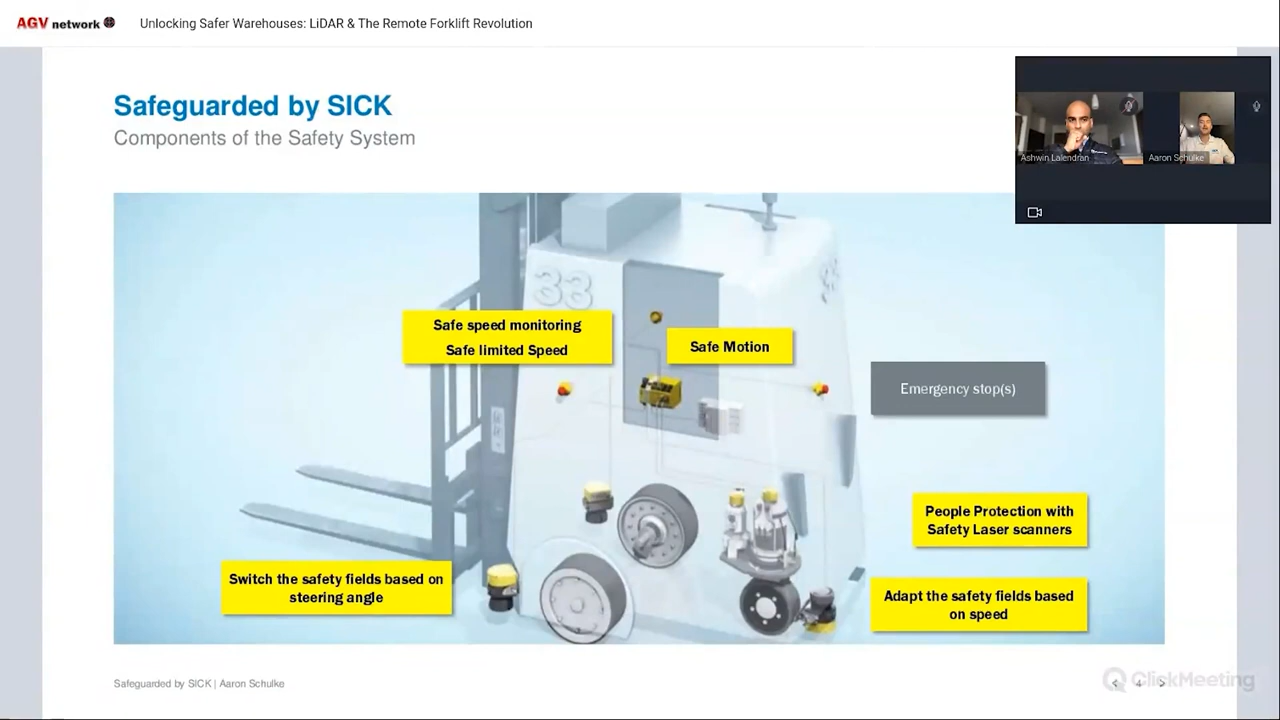 AGV network
Unlocking Safer Warehouses: LiDAR & The Remote Forklift Revolution
Safeguarded by SICK
Components of the Safety System
Ashwin Lalendran
Aaron Schulke
33
Safe speed monitoring
Safe limited Speed
Safe Motion
Emergency stop(s)
People Protection with
Safety Laser scanners
Switch the safety fields based on
steering angle
Adapt the safety fields based
on speed
Safeguarded by SICK | Aaron Schulke
ClickMeeting